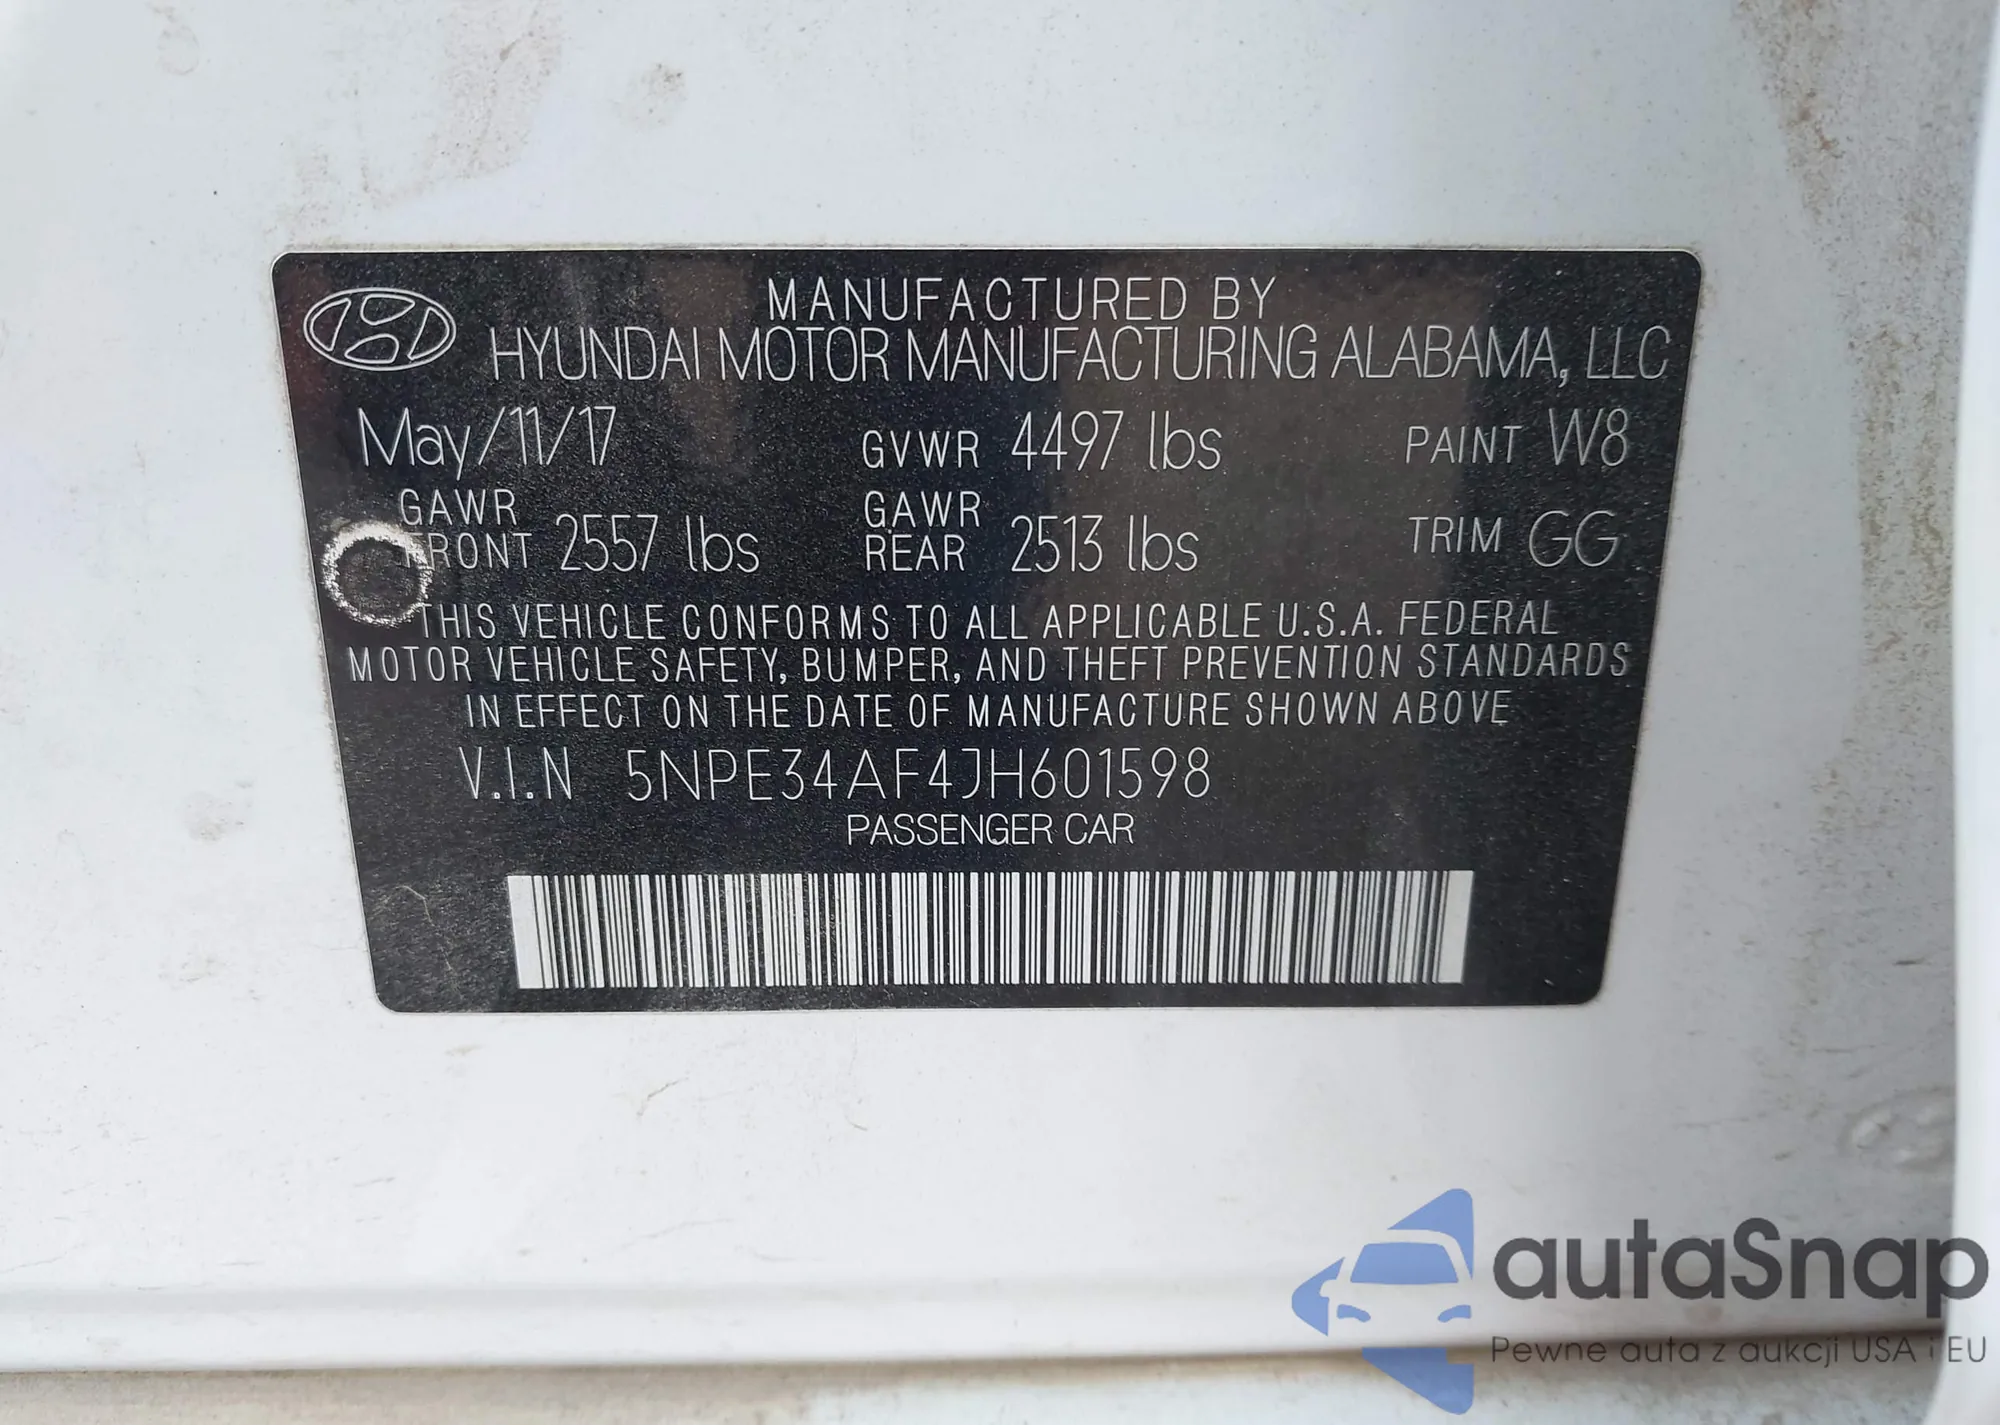 MANUFACTURED BY
HYUNDAI MOTOR MANUFACTURING ALABAMA, LLC
May/11/17 GVWR 4497 lbs PAINT W8
GAWR FRONT 2557 lbs GAWR REAR 2513 lbs TRIM GG
THIS VEHICLE CONFORMS TO ALL APPLICABLE U.S.A. FEDERAL
MOTOR VEHICLE SAFETY, BUMPER, AND THEFT PREVENTION STANDARDS
IN EFFECT ON THE DATE OF MANUFACTURE SHOWN ABOVE
V.I.N 5NPE34AF4JH601598
PASSENGER CAR
autaSnap
Pewne auta z aukcji USA i EU